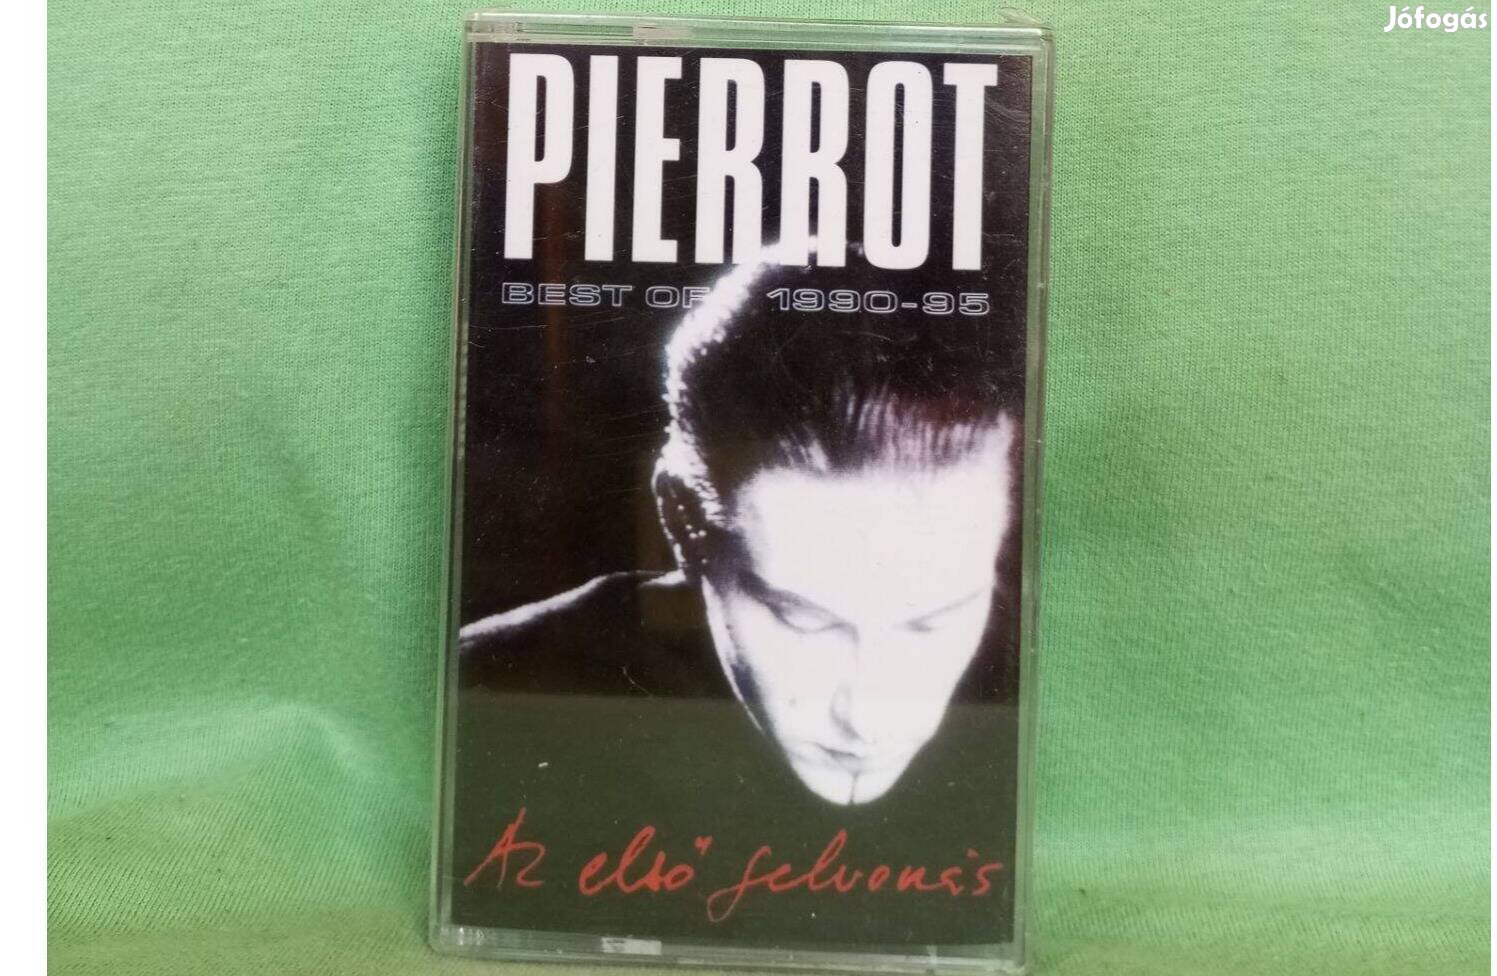 Jófogás
PIERROT
BEST OF 1990-95
Az első felvonás